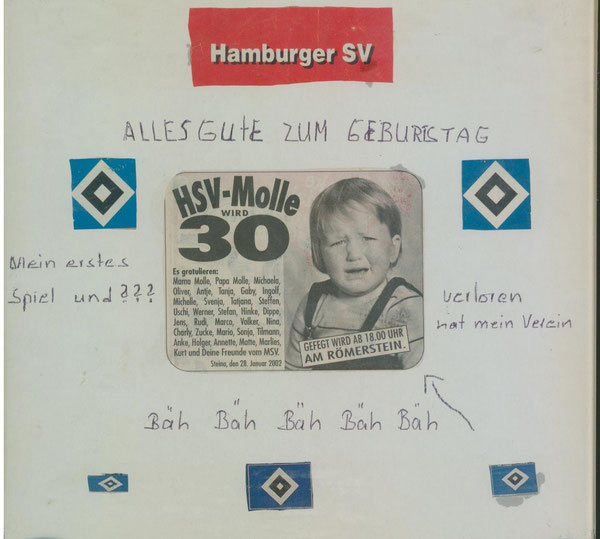 Hamburger SV
ALLES GUTE ZUM GEBURTSTAG
HSV-Molle
WIRD
30
Es gratulieren:
Mama Molle, Papa Molle, Michaela,
Oliver, Antje, Tanja, Gaby, Ingolf,
Michelle, Svenja, Tatjana, Steffen,
Uschi, Werner, Stefan, Hinke, Dippe,
Jens, Rudi, Marco, Volker, Nina,
Charly, Zucke, Mario, Sonja, Tilmann,
Anke, Holger, Annette, Matte, Marlies,
Kurt und Deine Freunde vom MSV.
Steina, den 28. Januar 2002
GEFEGT WIRD AB 18.00 UHR
AM RÖMERSTEIN.
Mein erstes
Spiel und ???
verloren
hat mein Verein
Bäh Bäh Bäh Bäh Bäh